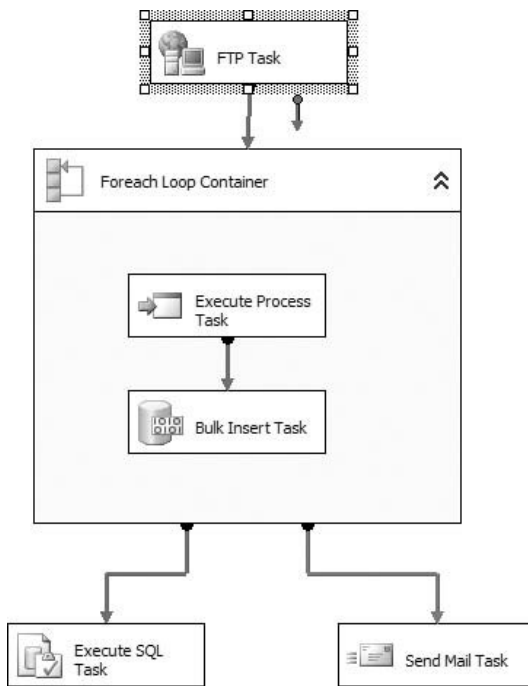 FTP Task
Foreach Loop Container
Execute Process
Task
Bulk Insert Task
Execute SQL
Task
Send Mail Task